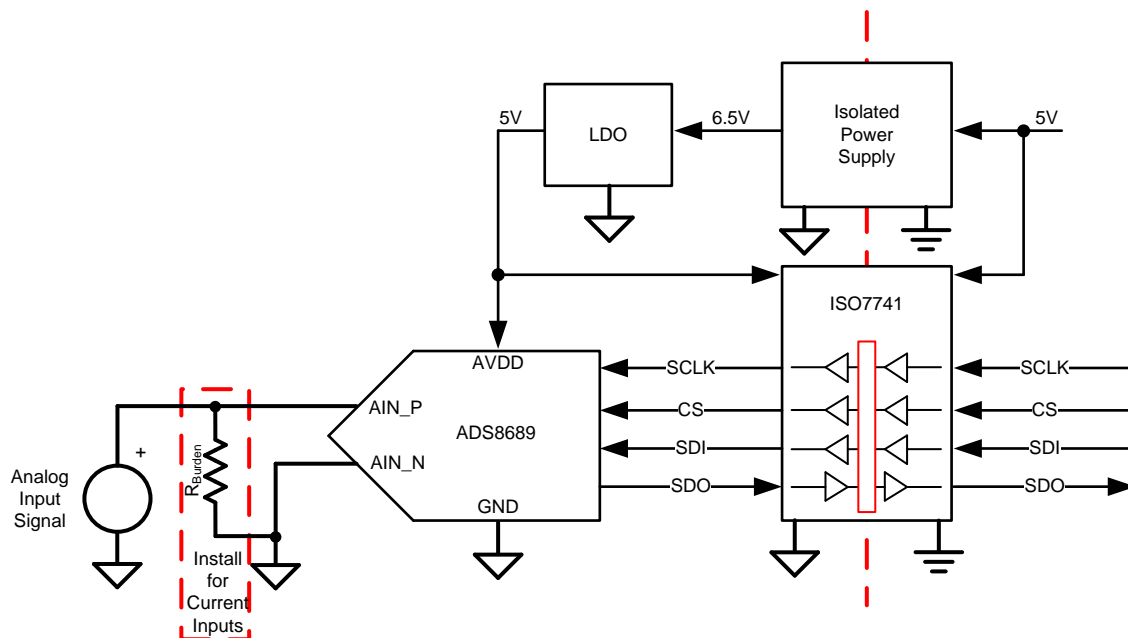 5V
LDO
6.5V
Isolated
Power
Supply
5V
ISO7741
AVDD
SCLK
SCLK
AIN_P
CS
CS
ADS8689
+
AIN_N
SDI
SDI
Analog
Input
Signal
RBurden
SDO
SDO
GND
Install
for
Current
Inputs